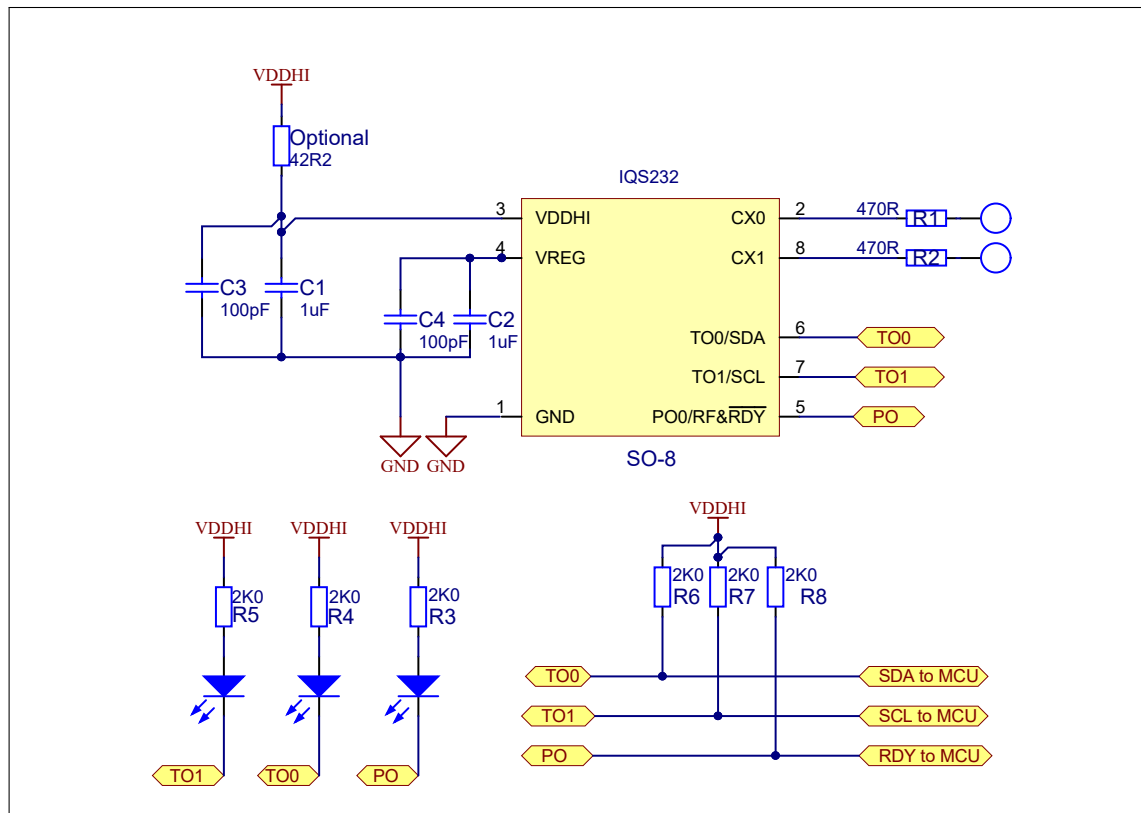 VDDHI
Optional
42R2
IQS232
3 VDDHI CX0 2 470R R1
4 VREG CX1 8 470R R2
C3 C1
100pF 1uF
C4 C2
100pF 1uF
TO0/SDA 6 TO0
TO1/SCL 7 TO1
1 GND PO0/RF&RDY 5 PO
GND GND
SO-8
VDDHI VDDHI VDDHI
2K0 2K0 2K0
R5 R4 R3
TO1 TO0 PO
VDDHI
2K0 2K0 2K0
R6 R7 R8
TO0 SDA to MCU
TO1 SCL to MCU
PO RDY to MCU